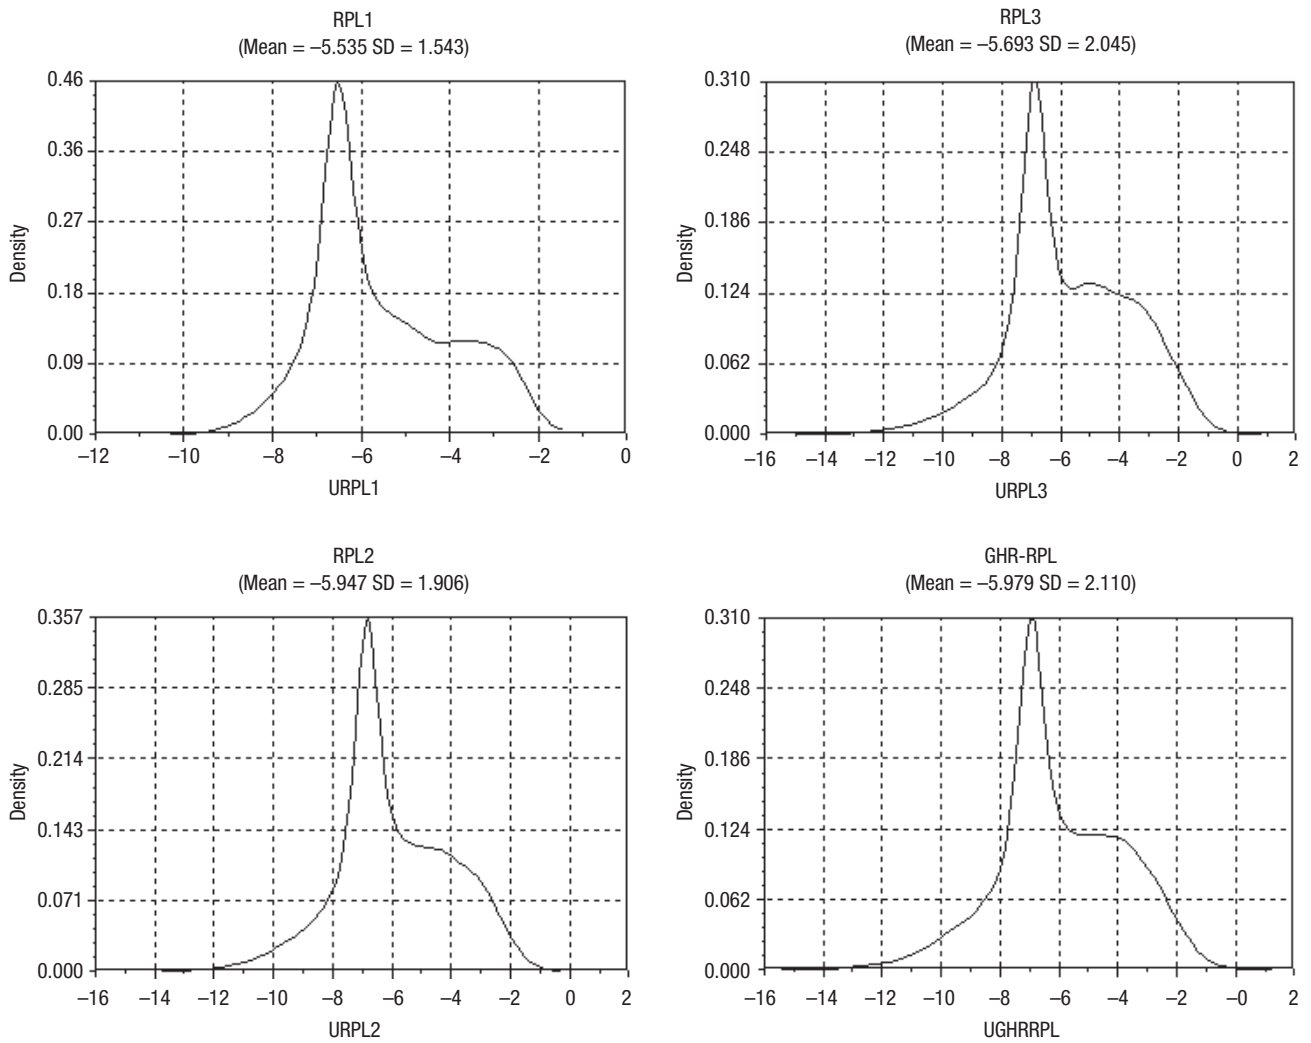 RPL1
(Mean = –5.535 SD = 1.543)
0.46
0.36
0.27
0.18
0.09
0.00
Density
–12 –10 –8 –6 –4 –2 0
URPL1
RPL3
(Mean = –5.693 SD = 2.045)
0.310
0.248
0.186
0.124
0.062
0.000
Density
–16 –14 –12 –10 –8 –6 –4 –2 0 2
URPL3
RPL2
(Mean = –5.947 SD = 1.906)
0.357
0.285
0.214
0.143
0.071
0.000
Density
–16 –14 –12 –10 –8 –6 –4 –2 0 2
URPL2
GHR-RPL
(Mean = –5.979 SD = 2.110)
0.310
0.248
0.186
0.124
0.062
0.000
Density
–16 –14 –12 –10 –8 –6 –4 –2 –0 2
UGHRRPL